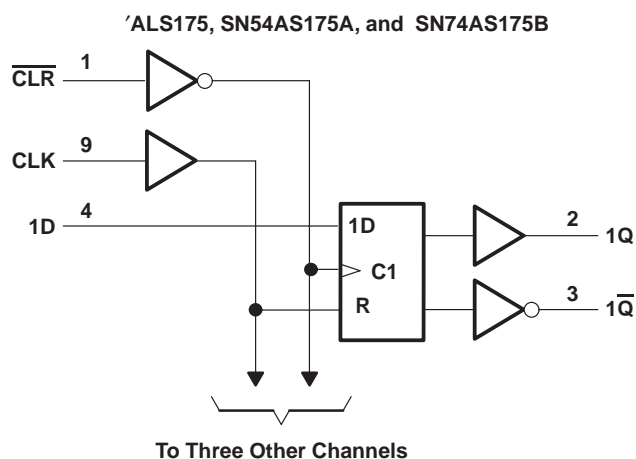 ′ALS175, SN54AS175A, and SN74AS175B
C̅L̅R̅ 1
CLK 9
1D 4
1D
C1
R
2 1Q
3 1Q̅
To Three Other Channels